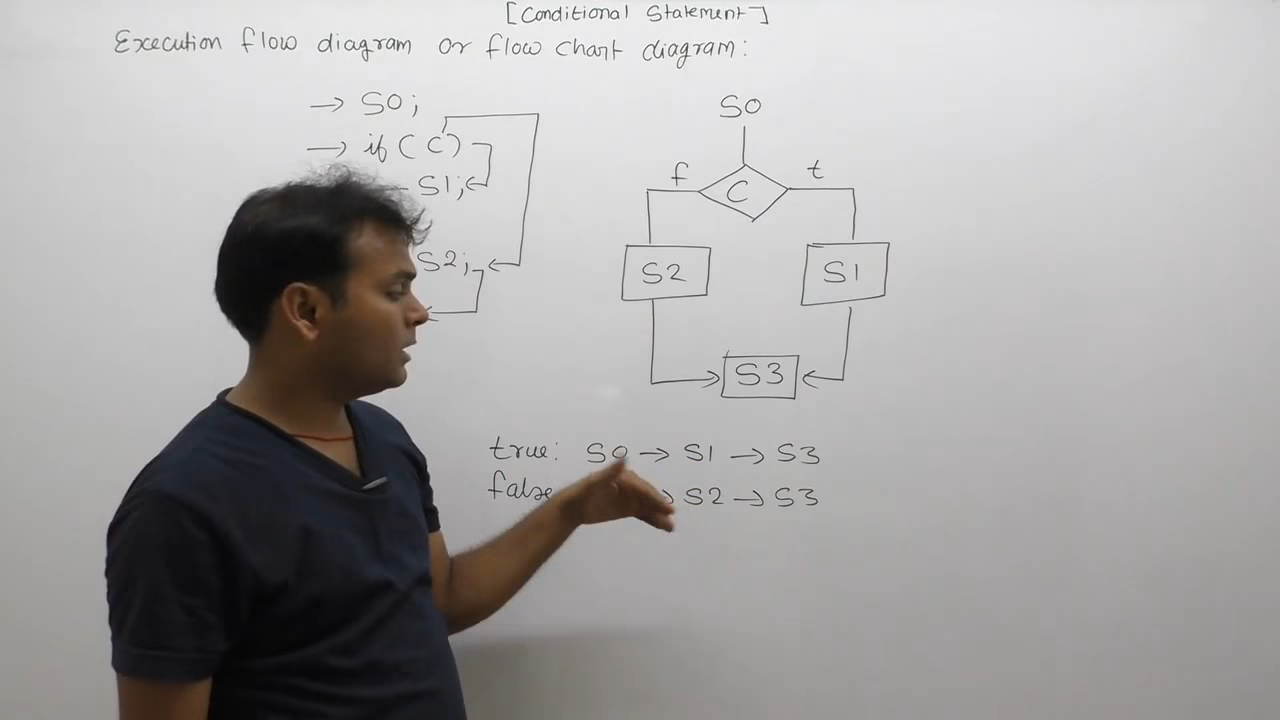 [Conditional Statement]
Execution flow diagram or flow chart diagram:
→ S0;
→ if (C)
S1;
S2;
S0
f t
C
S2 S1
S3
true: S0 → S1 → S3
false → S2 → S3